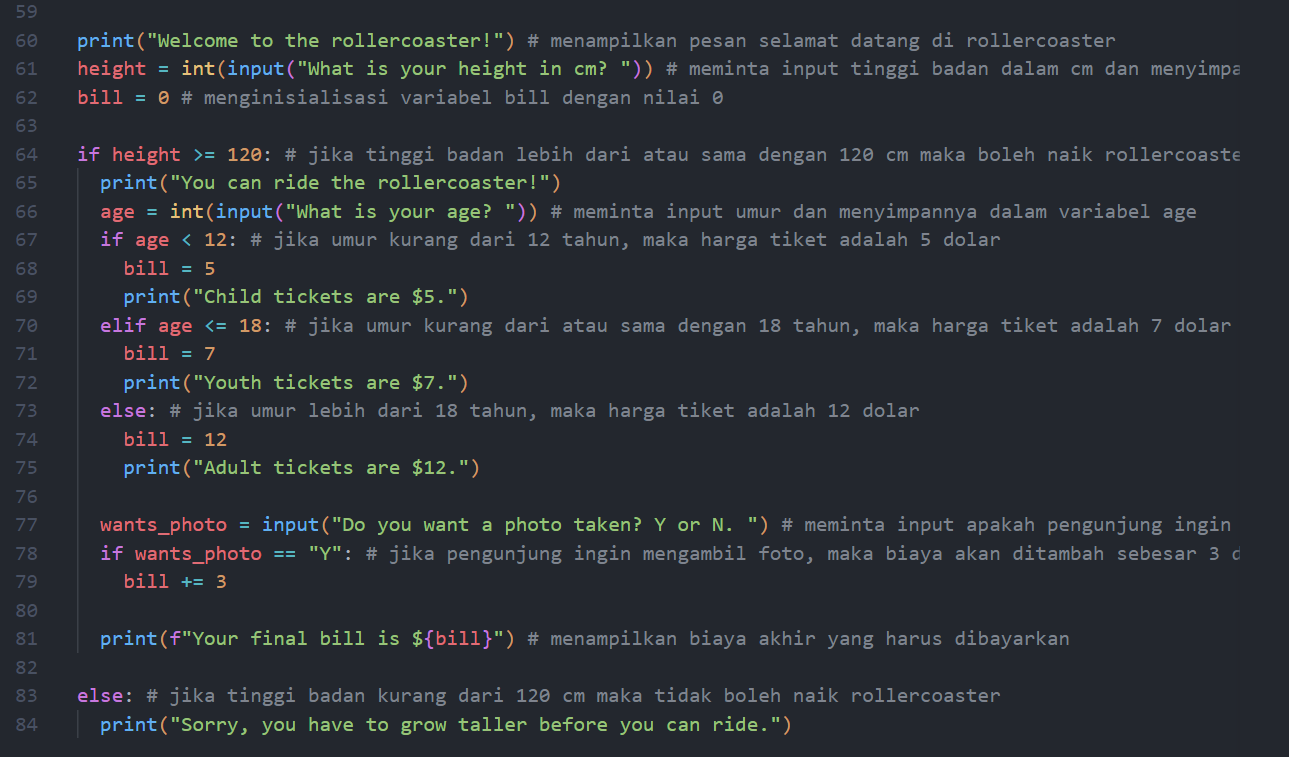 59
60 print("Welcome to the rollercoaster!") # menampilkan pesan selamat datang di rollercoaster
61 height = int(input("What is your height in cm? ")) # meminta input tinggi badan dalam cm dan menyimpa
62 bill = 0 # menginisialisasi variabel bill dengan nilai 0
63
64 if height >= 120: # jika tinggi badan lebih dari atau sama dengan 120 cm maka boleh naik rollercoaste
65 print("You can ride the rollercoaster!")
66 age = int(input("What is your age? ")) # meminta input umur dan menyimpannya dalam variabel age
67 if age < 12: # jika umur kurang dari 12 tahun, maka harga tiket adalah 5 dolar
68 bill = 5
69 print("Child tickets are $5.")
70 elif age <= 18: # jika umur kurang dari atau sama dengan 18 tahun, maka harga tiket adalah 7 dolar
71 bill = 7
72 print("Youth tickets are $7.")
73 else: # jika umur lebih dari 18 tahun, maka harga tiket adalah 12 dolar
74 bill = 12
75 print("Adult tickets are $12.")
76
77 wants_photo = input("Do you want a photo taken? Y or N. ") # meminta input apakah pengunjung ingin
78 if wants_photo == "Y": # jika pengunjung ingin mengambil foto, maka biaya akan ditambah sebesar 3 d
79 bill += 3
80
81 print(f"Your final bill is ${bill}") # menampilkan biaya akhir yang harus dibayarkan
82
83 else: # jika tinggi badan kurang dari 120 cm maka tidak boleh naik rollercoaster
84 print("Sorry, you have to grow taller before you can ride.")